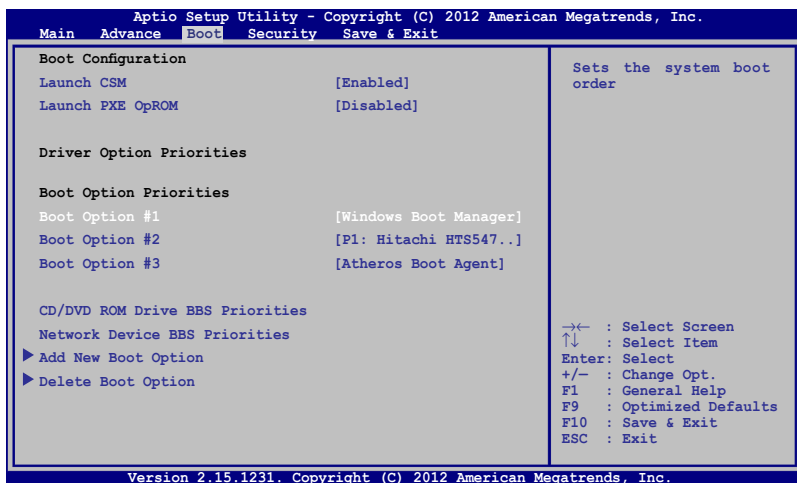 Aptio Setup Utility - Copyright (C) 2012 American Megatrends, Inc.
Main Advance Boot Security Save & Exit
Boot Configuration
Launch CSM [Enabled]
Launch PXE OpROM [Disabled]
Driver Option Priorities
Boot Option Priorities
Boot Option #1 [Windows Boot Manager]
Boot Option #2 [P1: Hitachi HTS547..]
Boot Option #3 [Atheros Boot Agent]
CD/DVD ROM Drive BBS Priorities
Network Device BBS Priorities
Add New Boot Option
Delete Boot Option
Sets the system boot
order
→← : Select Screen
↑↓ : Select Item
Enter: Select
+/— : Change Opt.
F1 : General Help
F9 : Optimized Defaults
F10 : Save & Exit
ESC : Exit
Version 2.15.1231. Copyright (C) 2012 American Megatrends, Inc.